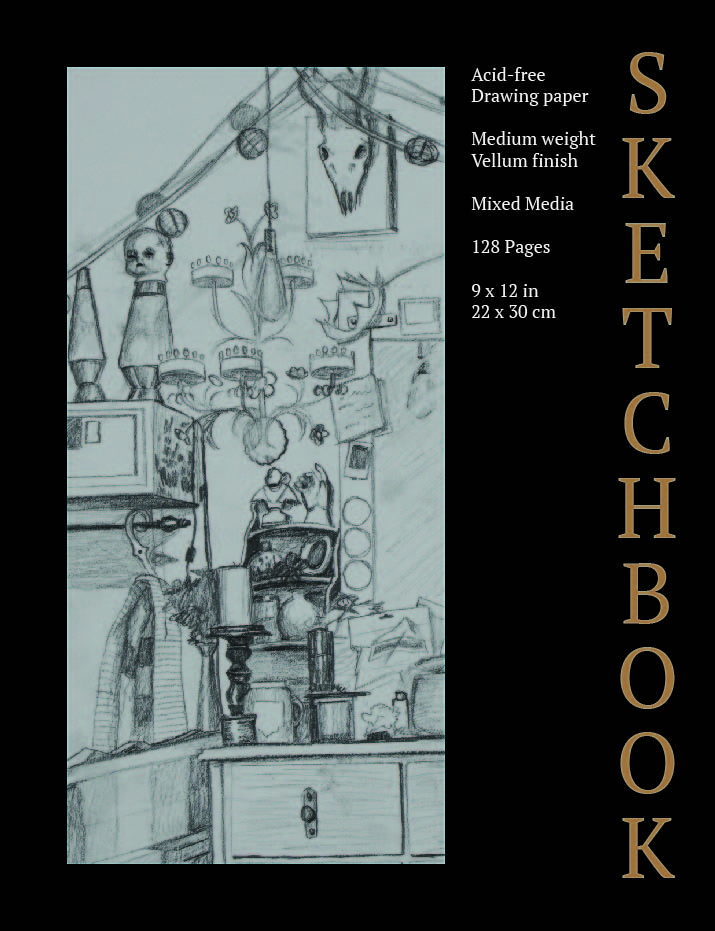 Acid-free
Drawing paper
Medium weight
Vellum finish
Mixed Media
128 Pages
9 x 12 in
22 x 30 cm
SKETCHBOOK